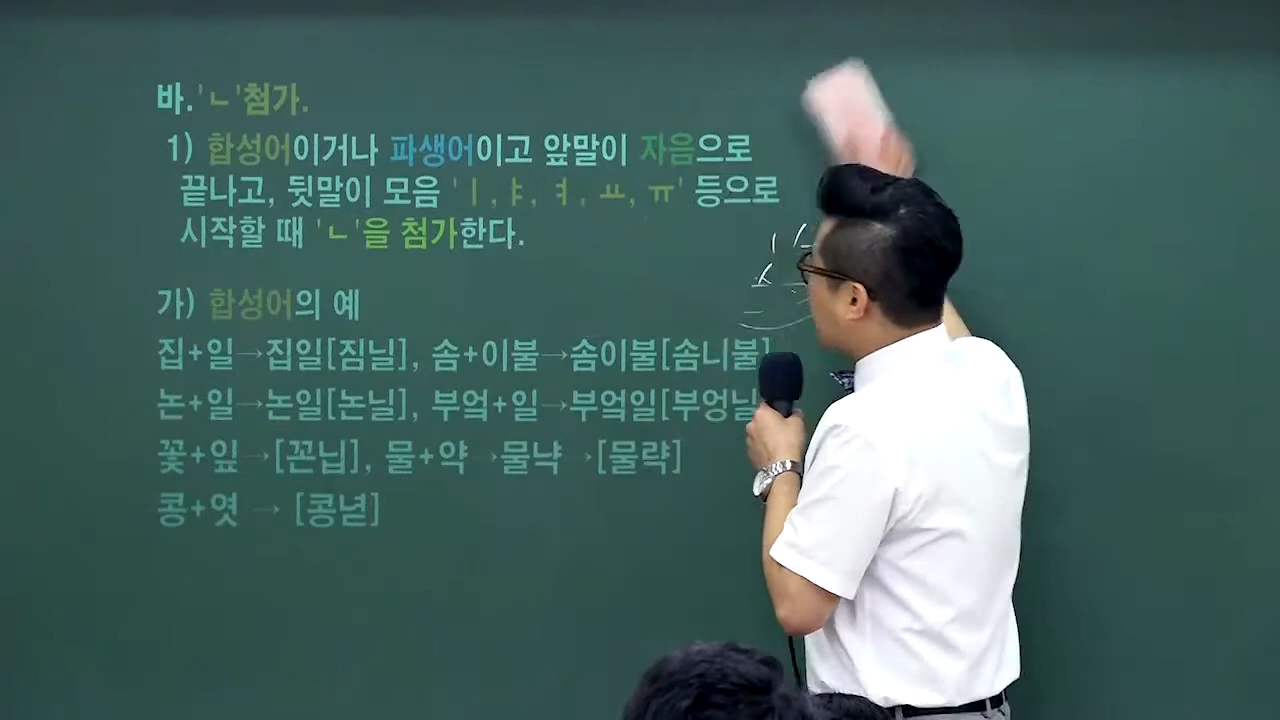 바. 'ㄴ'첨가.
1) 합성어이거나 파생어이고 앞말이 자음으로
끝나고, 뒷말이 모음 'ㅣ, ㅑ, ㅕ, ㅛ, ㅠ' 등으로
시작할 때 'ㄴ'을 첨가한다.
가) 합성어의 예
집+일→집일[짐닐], 솜+이불→솜이불[솜니불]
논+일→논일[논닐], 부엌+일→부엌일[부엉닐
꽃+잎→[꼰닙], 물+약→물냑→[물략]
콩+엿 → [콩녇]